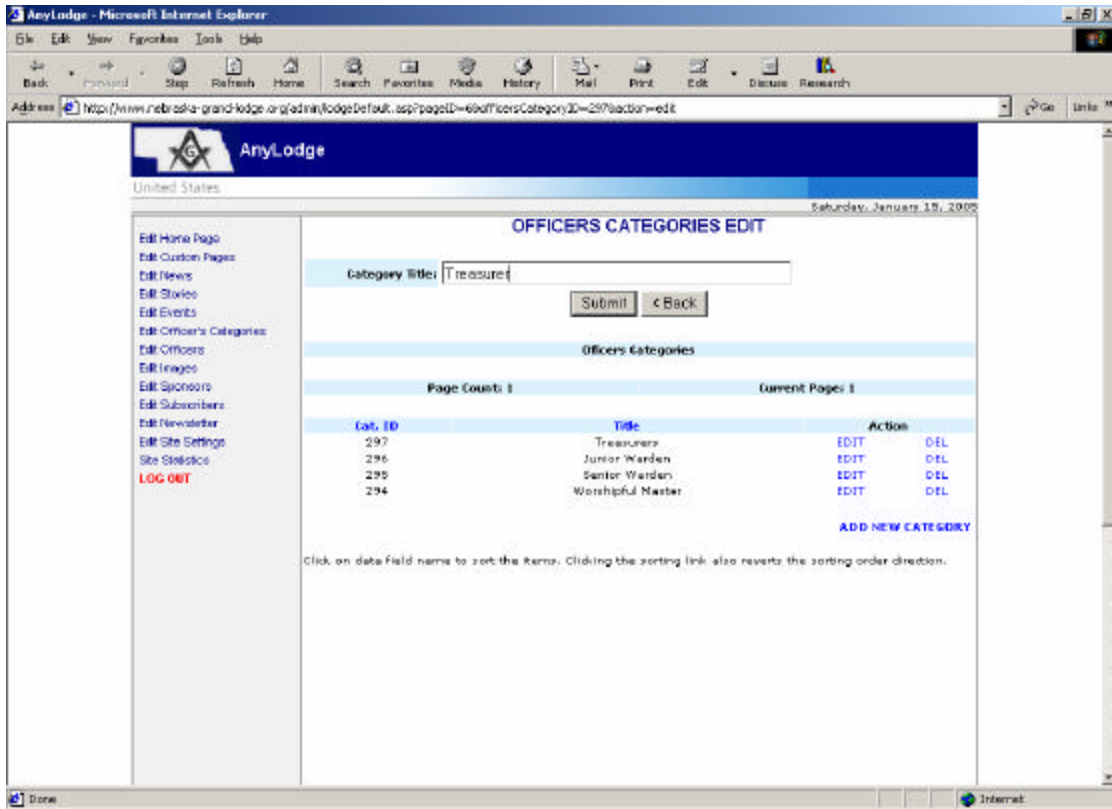 AnyLodge - Microsoft Internet Explorer
File Edit View Favorites Tools Help
Back Forward Stop Refresh Home Search Favorites Media History Mail Print Edit Discuss Research
Address http://www.nebraska-grand-lodge.org/admin/lodgeDefault.asp?pageID=6&officersCategoryID=297&action=edit Go Links »
G
AnyLodge
United States
Saturday, January 15, 2005
Edit Home Page
Edit Custom Pages
Edit News
Edit Stories
Edit Events
Edit Officer's Categories
Edit Officers
Edit Images
Edit Sponsors
Edit Subscribers
Edit Newsletter
Edit Site Settings
Site Statistics
LOG OUT
OFFICERS CATEGORIES EDIT
Category Title: Treasurer
Submit < Back
Officers Categories
Page Count: 1 Current Page: 1
Cat. ID Title Action
297 Treasurers EDIT DEL
296 Junior Warden EDIT DEL
295 Senior Warden EDIT DEL
294 Worshipful Master EDIT DEL
ADD NEW CATEGORY
Click on data field name to sort the items. Clicking the sorting link also reverts the sorting order direction.
Done Internet